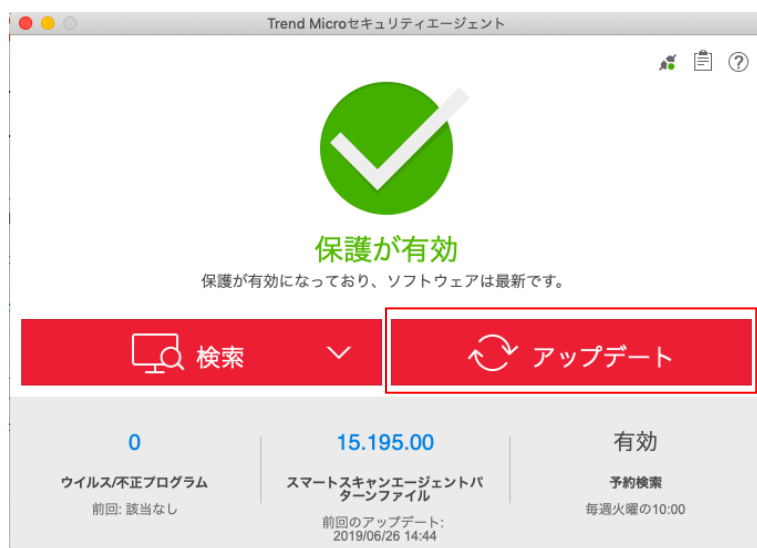 Trend Microセキュリティエージェント
保護が有効
保護が有効になっており、ソフトウェアは最新です。
検索
アップデート
0
ウイルス/不正プログラム
前回: 該当なし
15.195.00
スマートスキャンエージェントパ
ターンファイル
前回のアップデート:
2019/06/26 14:44
有効
予約検索
毎週火曜の10:00